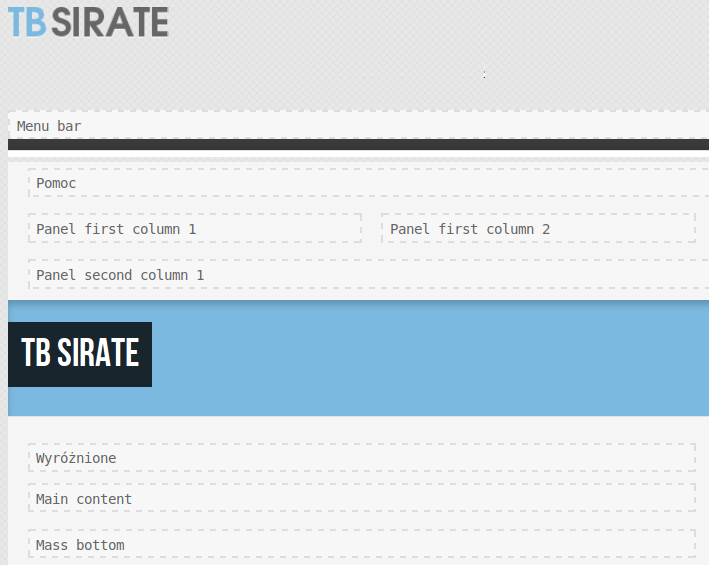 TB SIRATE
Menu bar
Pomoc
Panel first column 1
Panel first column 2
Panel second column 1
TB SIRATE
Wyróżnione
Main content
Mass bottom